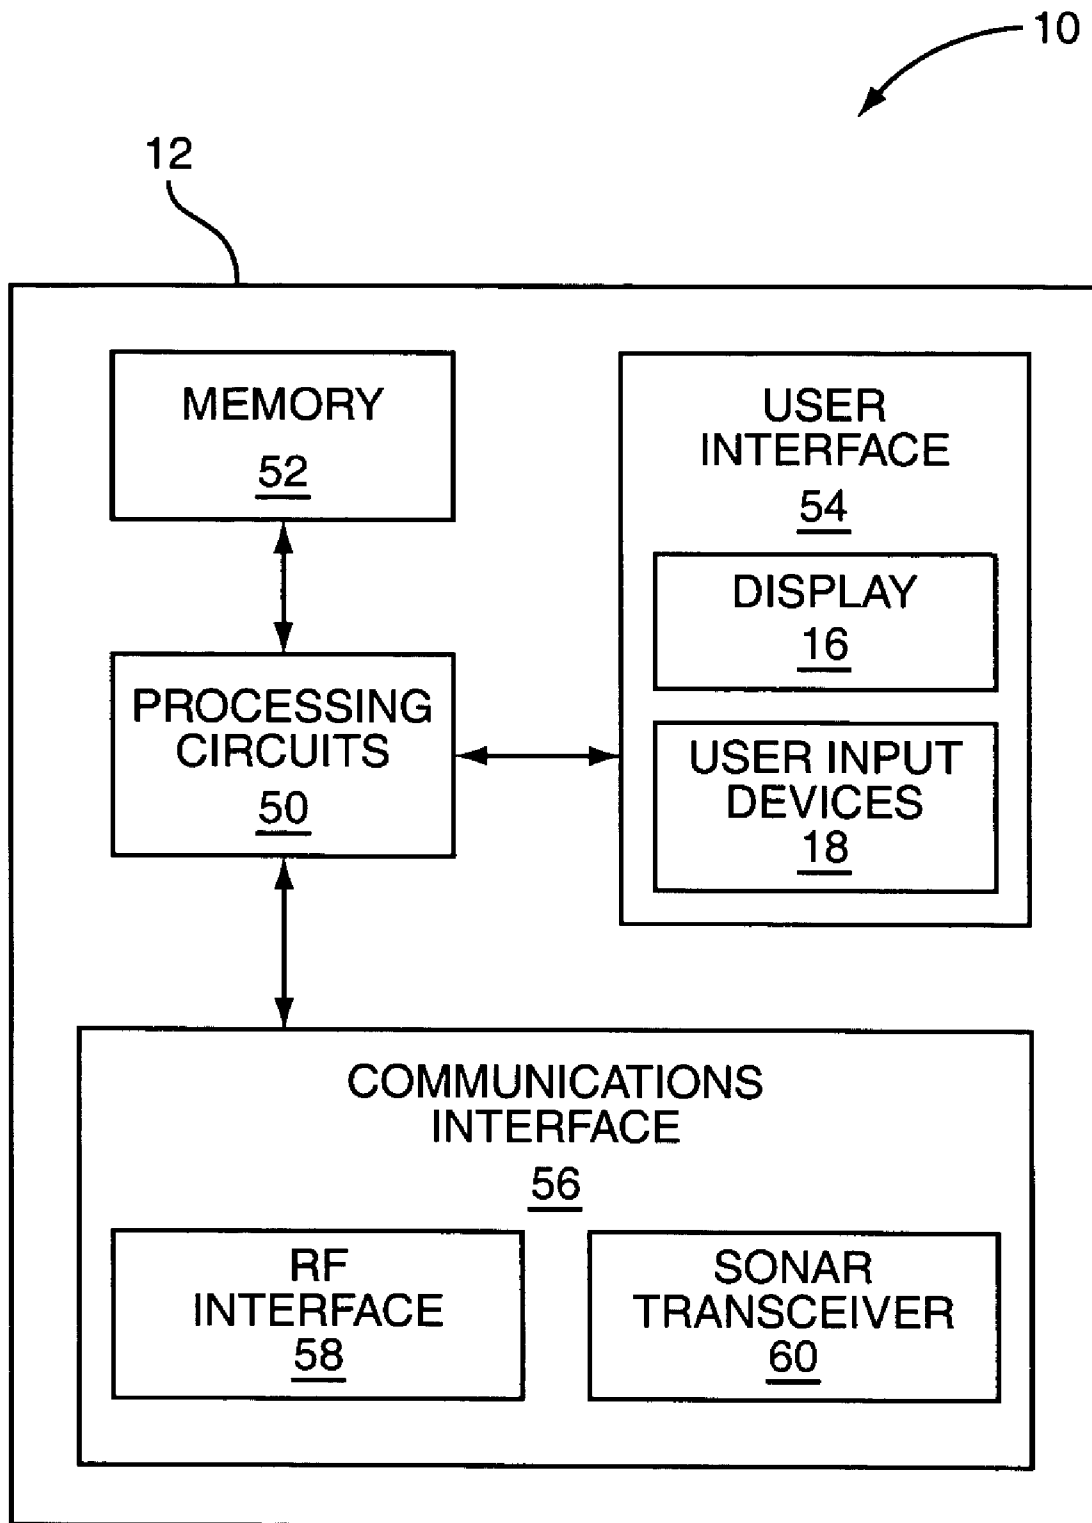 10
12
MEMORY
52
USER
INTERFACE
54
DISPLAY
16
PROCESSING
CIRCUITS
50
USER INPUT
DEVICES
18
COMMUNICATIONS
INTERFACE
56
RF
INTERFACE
58
SONAR
TRANSCEIVER
60